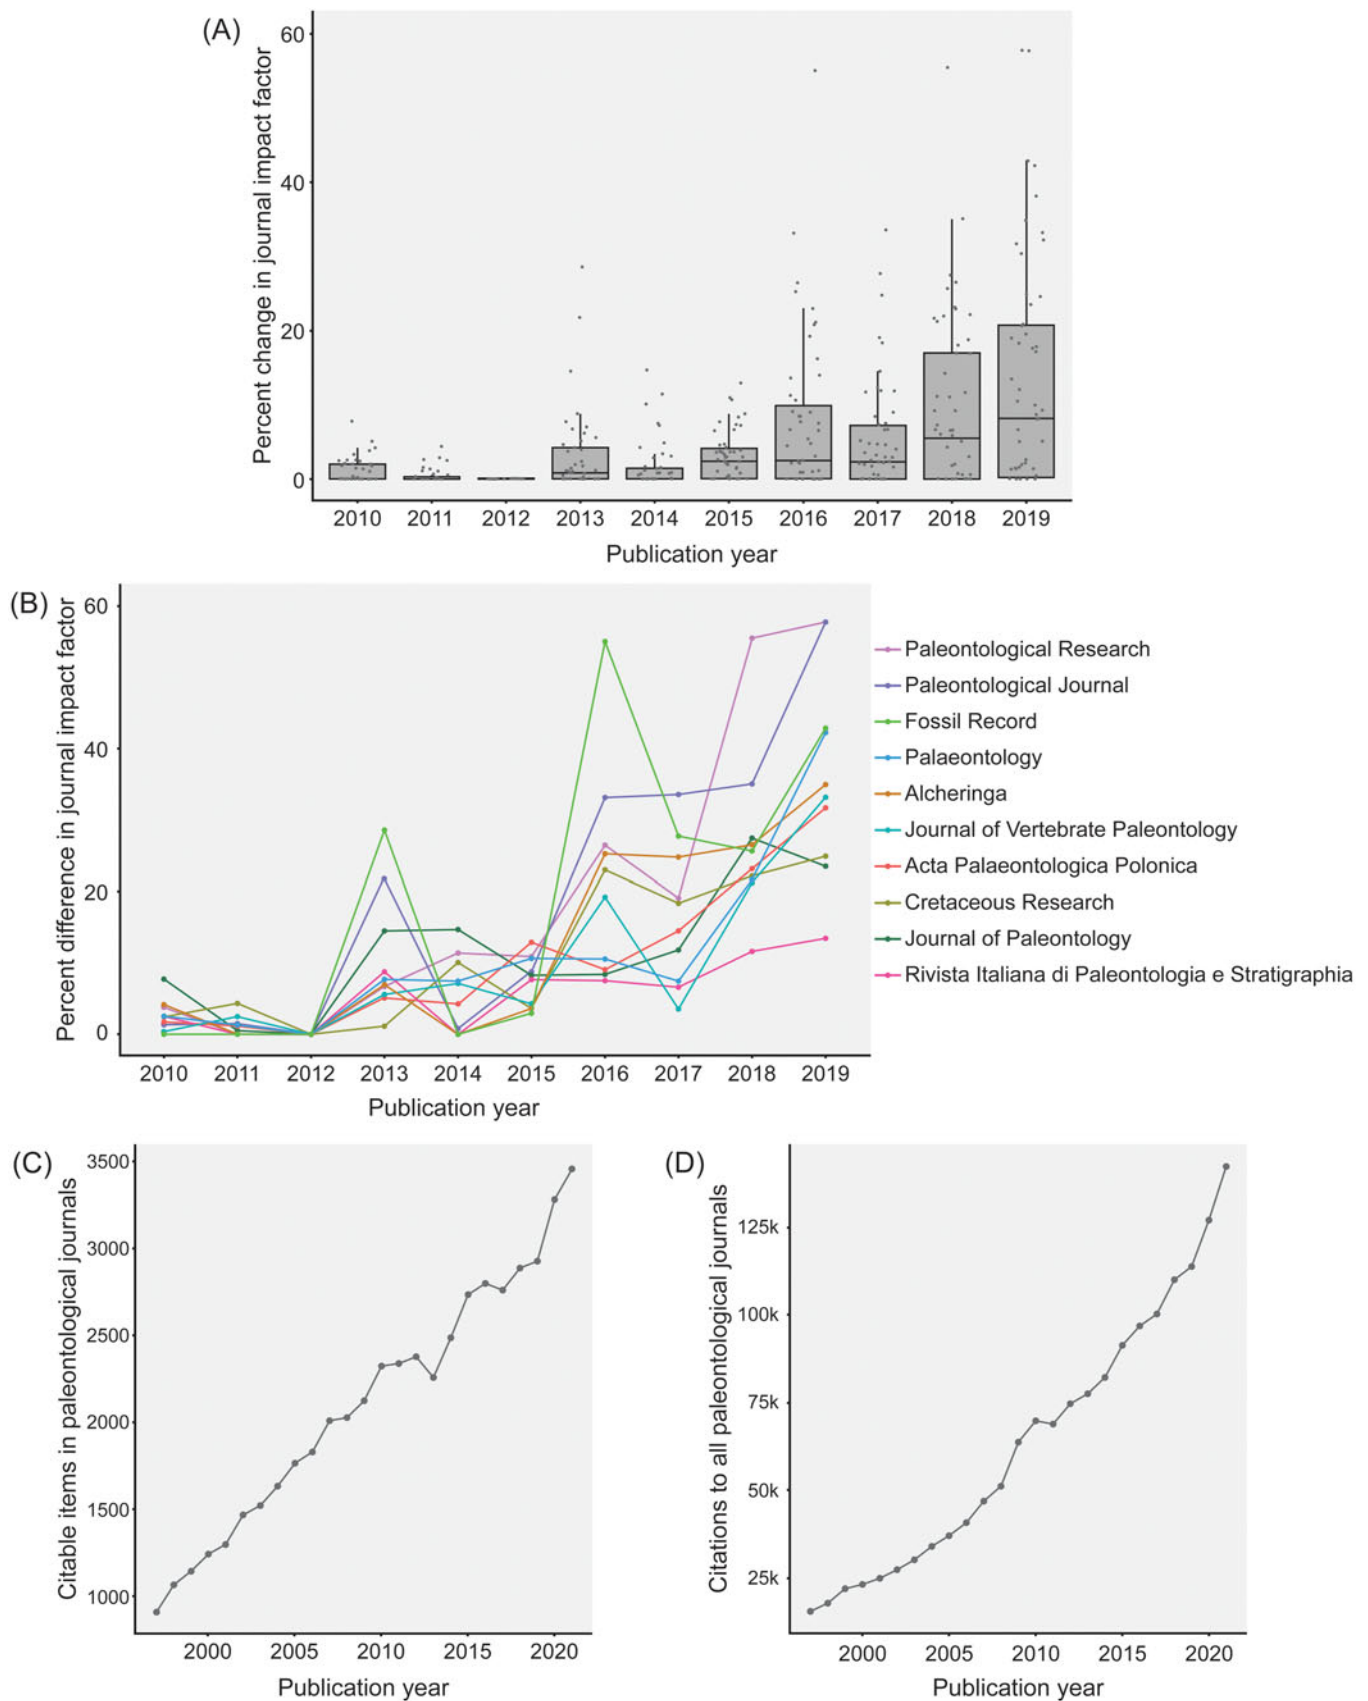 (A)
Percent change in journal impact factor
60
40
20
0
2010 2011 2012 2013 2014 2015 2016 2017 2018 2019
Publication year
(B)
Percent difference in journal impact factor
60
40
20
0
2010 2011 2012 2013 2014 2015 2016 2017 2018 2019
Publication year
Paleontological Research
Paleontological Journal
Fossil Record
Palaeontology
Alcheringa
Journal of Vertebrate Paleontology
Acta Palaeontologica Polonica
Cretaceous Research
Journal of Paleontology
Rivista Italiana di Paleontologia e Stratigraphia
(C)
Citable items in paleontological journals
3500
3000
2500
2000
1500
1000
2000 2005 2010 2015 2020
Publication year
(D)
Citations to all paleontological journals
125k
100k
75k
50k
25k
2000 2005 2010 2015 2020
Publication year